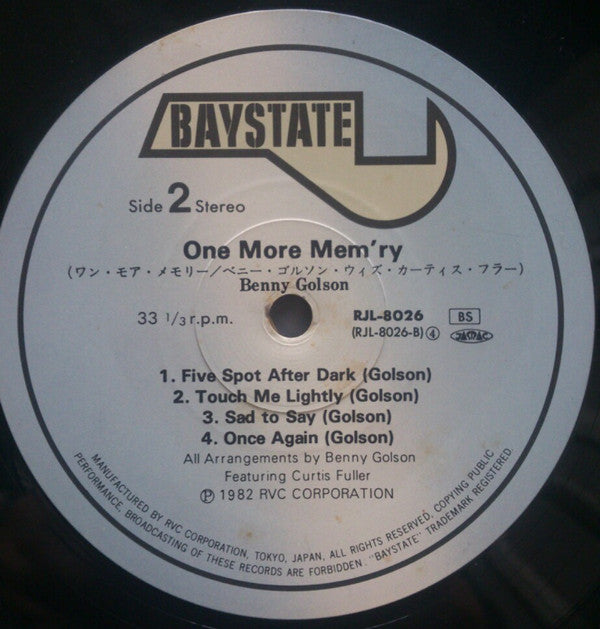 BAYSTATE
Side 2 Stereo
One More Mem'ry
(ワン・モア・メモリー/ベニー・ゴルソン・ウィズ・カーティス・フラー)
Benny Golson
33 1/3 r.p.m.
RJL-8026 BS
(RJL-8026-B) ④ JASRAC
1. Five Spot After Dark (Golson)
2. Touch Me Lightly (Golson)
3. Sad to Say (Golson)
4. Once Again (Golson)
All Arrangements by Benny Golson
Featuring Curtis Fuller
Ⓟ 1982 RVC CORPORATION
MANUFACTURED BY RVC CORPORATION, TOKYO, JAPAN, ALL RIGHTS RESERVED, COPYING PUBLIC
PERFORMANCE, BROADCASTING OF THESE RECORDS ARE FORBIDDEN. "BAYSTATE" TRADEMARK REGISTERED.